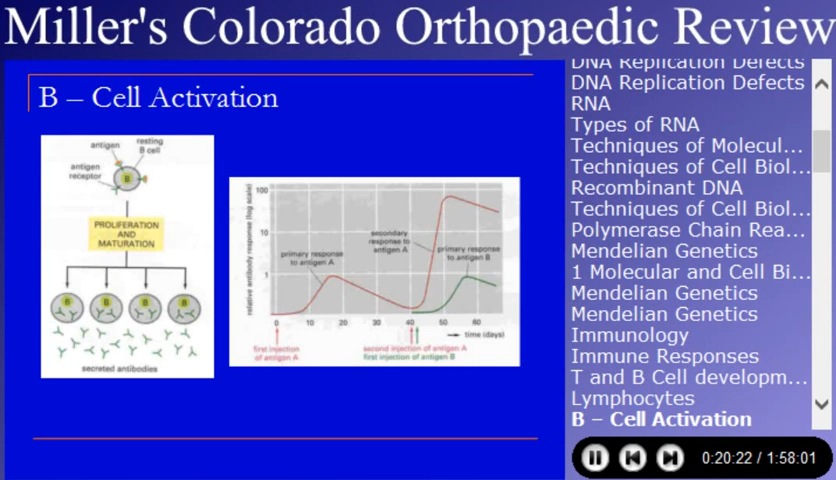 Miller's Colorado Orthopaedic Review
B – Cell Activation
antigen
resting
B cell
antigen
receptor
B
PROLIFERATION
AND
MATURATION
B B B B
secreted antibodies
relative antibody response (log scale)
100
10
1
primary response
to antigen A
secondary
response to
antigen A
primary response
to antigen B
0 10 20 30 40 50 60
time (days)
first injection
of antigen A
second injection of antigen A
first injection of antigen B
DNA Replication Defects
DNA Replication Defects
RNA
Types of RNA
Techniques of Molecul...
Techniques of Cell Biol...
Recombinant DNA
Techniques of Cell Biol...
Polymerase Chain Rea...
Mendelian Genetics
1 Molecular and Cell Bi...
Mendelian Genetics
Mendelian Genetics
Immunology
Immune Responses
T and B Cell developm...
Lymphocytes
B – Cell Activation
0:20:22 / 1:58:01